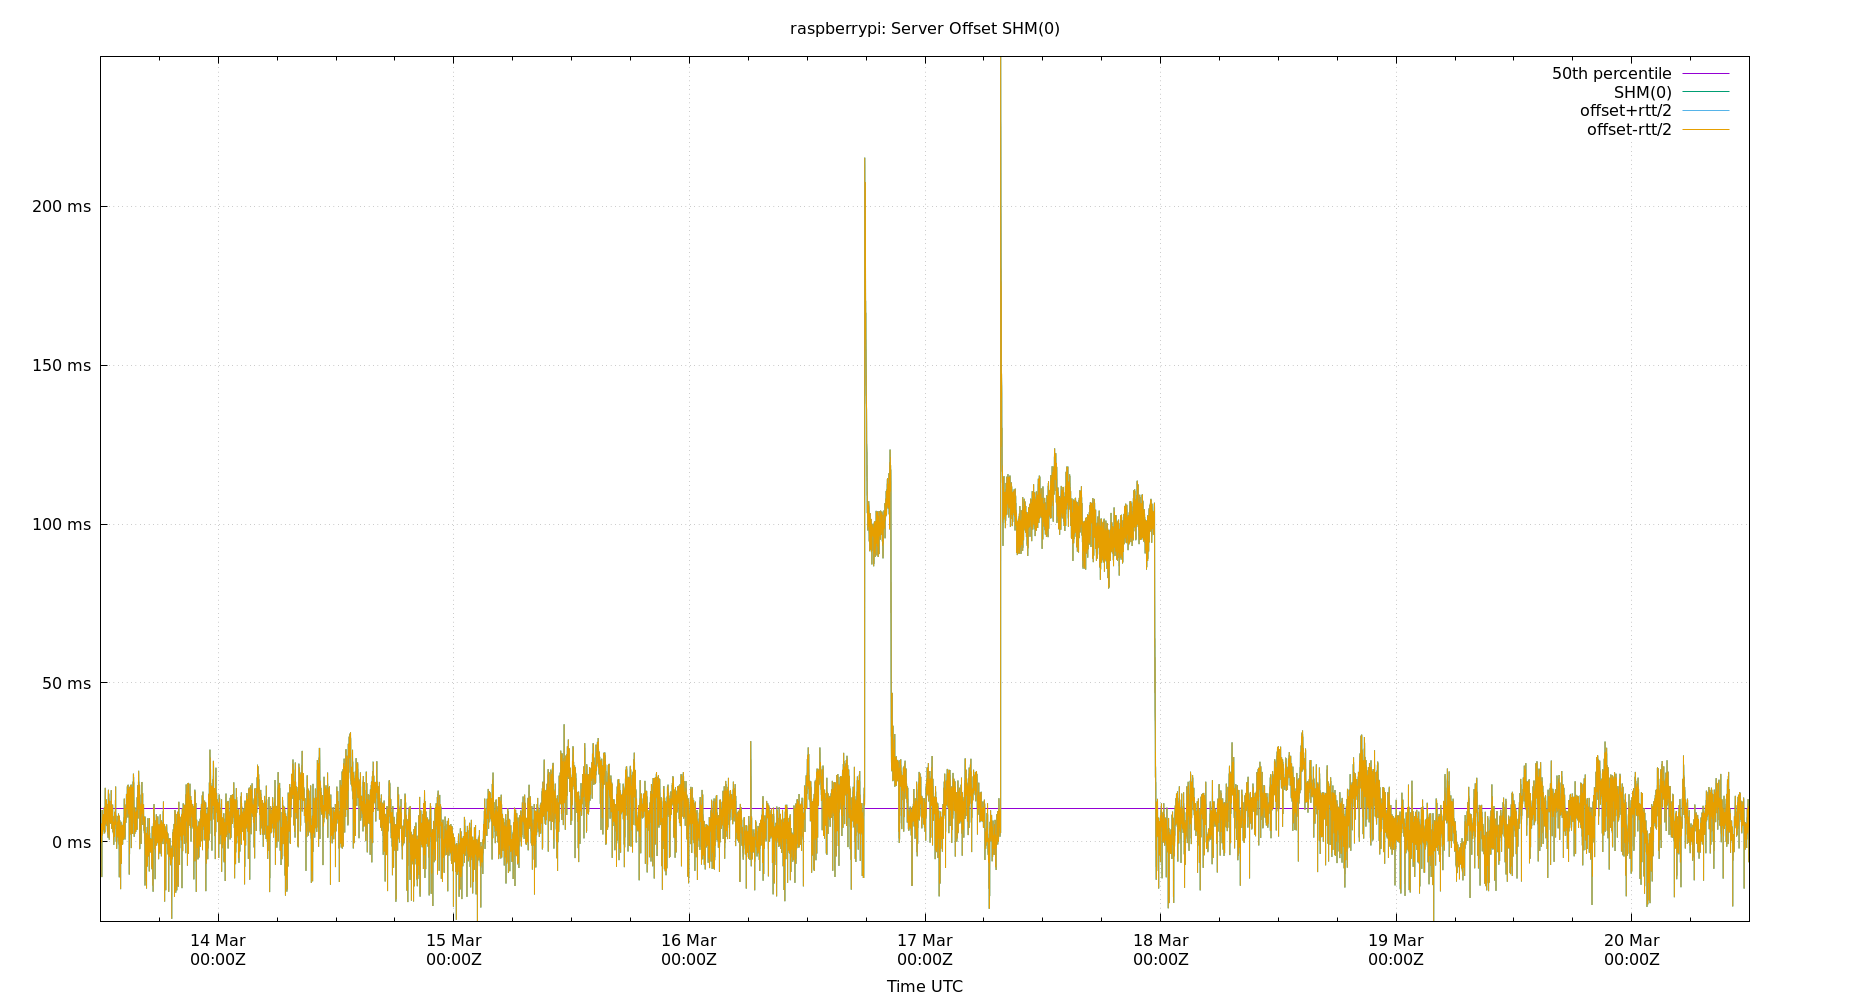 raspberrypi: Server Offset SHM(0)
50th percentile
SHM(0)
offset+rtt/2
offset-rtt/2
200 ms
150 ms
100 ms
50 ms
0 ms
14 Mar 15 Mar 16 Mar 17 Mar 18 Mar 19 Mar 20 Mar
00:00Z 00:00Z 00:00Z 00:00Z 00:00Z 00:00Z 00:00Z
Time UTC